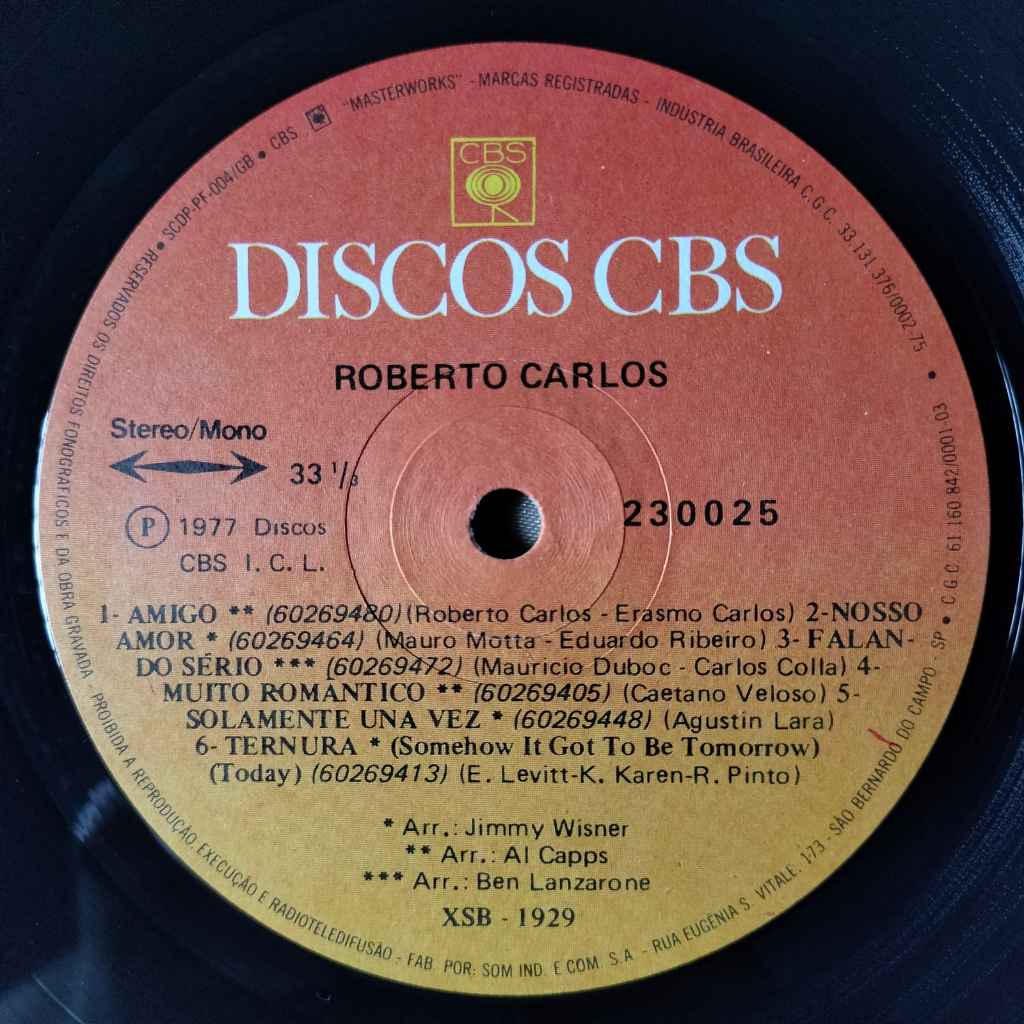 RESERVADOS OS DIREITOS FONOGRÁFICOS E DA OBRA GRAVADA . PROIBIDA A REPRODUÇÃO, EXECUÇÃO E RADIOTELEDIFUSÃO - FAB. POR: SOM IND. E COM. S.A - RUA EUGÊNIA S. VITALE, 173 - SÃO BERNARDO DO CAMPO - SP • C.G.C 61 160 842/0001 03
• SCDP-PF-004/GB • CBS "MASTERWORKS" - MARCAS REGISTRADAS - INDÚSTRIA BRASILEIRA C.G.C. 33 131 376/0002-75 •
CBS
DISCOS CBS
ROBERTO CARLOS
Stereo/Mono
33 1/3
230025
P 1977 Discos
CBS I. C. L.
1- AMIGO ** (60269480) (Roberto Carlos - Erasmo Carlos) 2-NOSSO
AMOR * (60269464) (Mauro Motta - Eduardo Ribeiro) 3- FALAN-
DO SÉRIO *** (60269472) (Mauricio Duboc - Carlos Colla) 4-
MUITO ROMÂNTICO ** (60269405) (Caetano Veloso) 5-
SOLAMENTE UNA VEZ * (60269448) (Agustin Lara)
6- TERNURA * (Somehow It Got To Be Tomorrow)
(Today) (60269413) (E. Levitt-K. Karen-R. Pinto)
* Arr.: Jimmy Wisner
** Arr.: Al Capps
*** Arr.: Ben Lanzarone
XSB - 1929